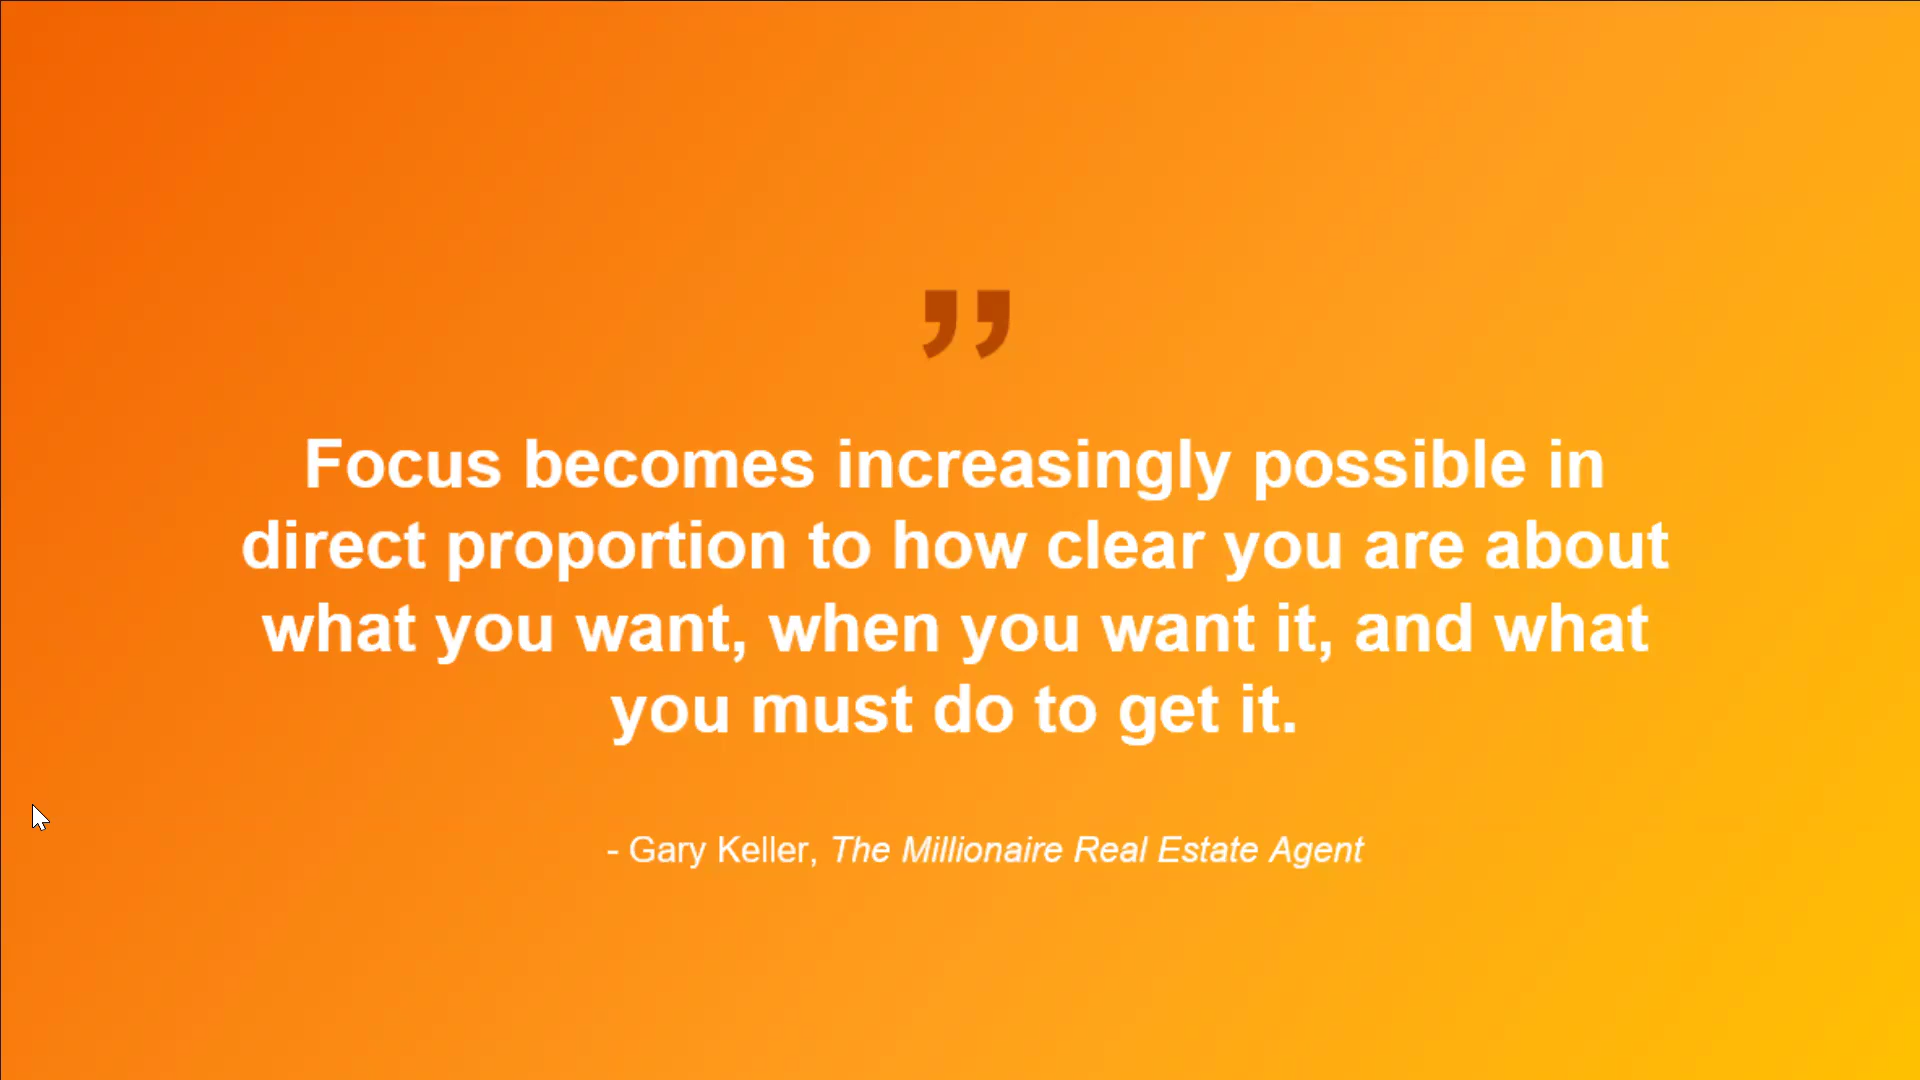 ”
Focus becomes increasingly possible in
direct proportion to how clear you are about
what you want, when you want it, and what
you must do to get it.
- Gary Keller, The Millionaire Real Estate Agent